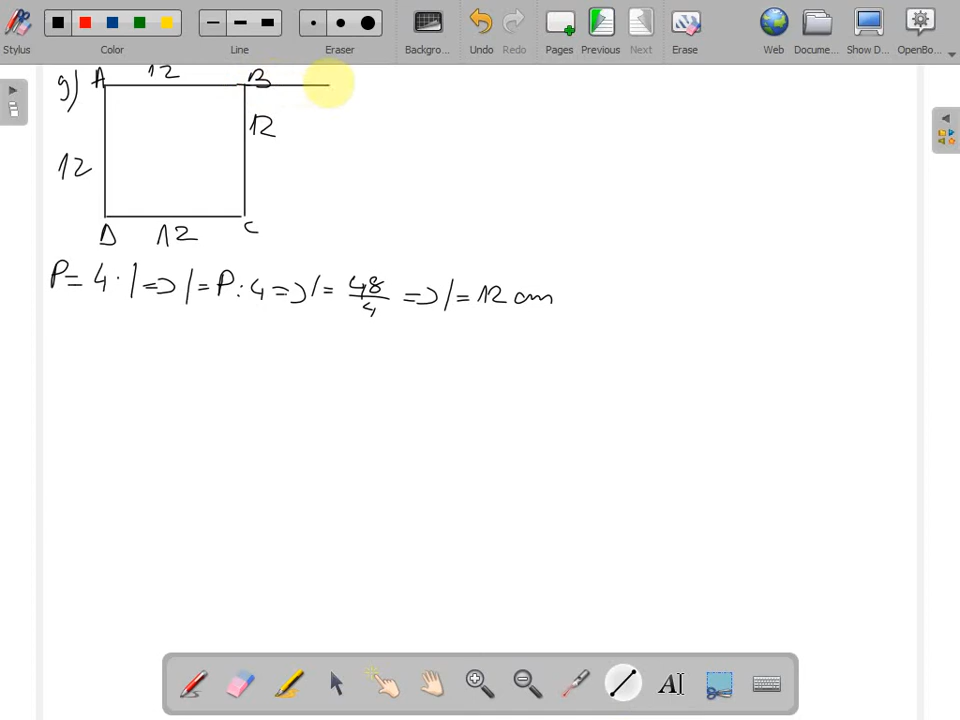 Stylus Color Line Eraser Backgro... Undo Redo Pages Previous Next Erase Web Docume... Show D... OpenBo...
g) A 12 B
12 12
D 12 C
P = 4 · l => l = P : 4 => l = 48/4 => l = 12 cm
AI